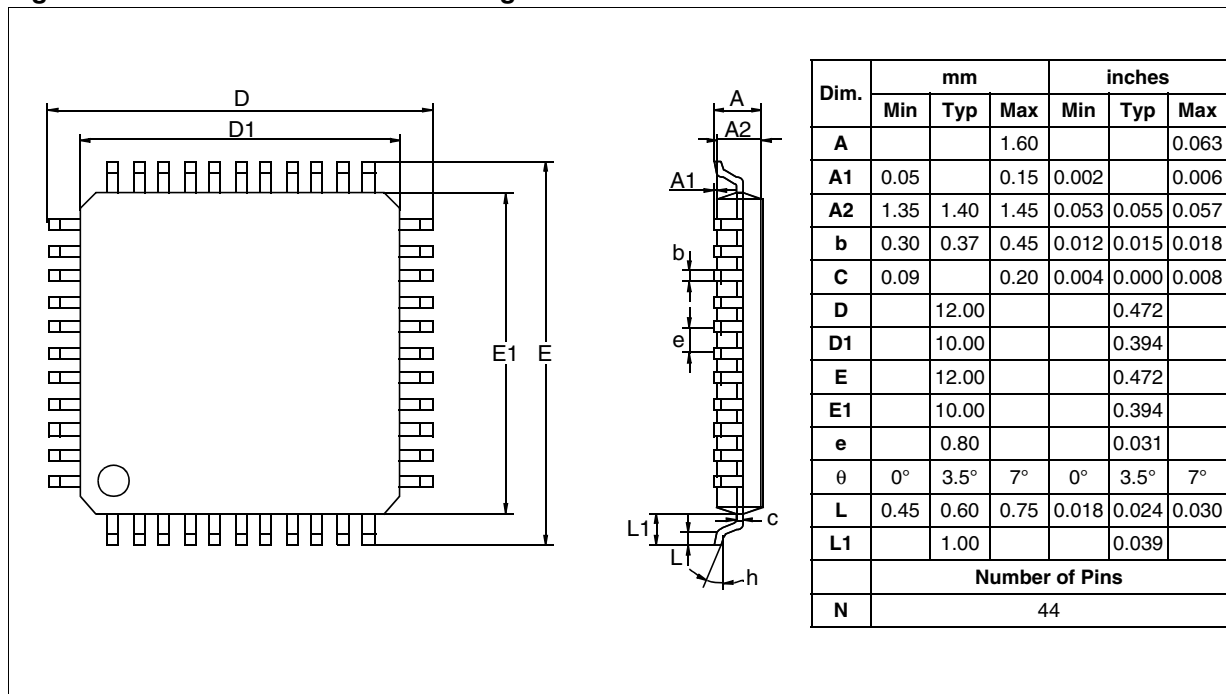 D
D1
A
A2
A1
b
e
E1
E
L1
c
L
h
Dim. mm inches
Min Typ Max Min Typ Max
A 1.60 0.063
A1 0.05 0.15 0.002 0.006
A2 1.35 1.40 1.45 0.053 0.055 0.057
b 0.30 0.37 0.45 0.012 0.015 0.018
C 0.09 0.20 0.004 0.000 0.008
D 12.00 0.472
D1 10.00 0.394
E 12.00 0.472
E1 10.00 0.394
e 0.80 0.031
θ 0° 3.5° 7° 0° 3.5° 7°
L 0.45 0.60 0.75 0.018 0.024 0.030
L1 1.00 0.039
Number of Pins
N 44